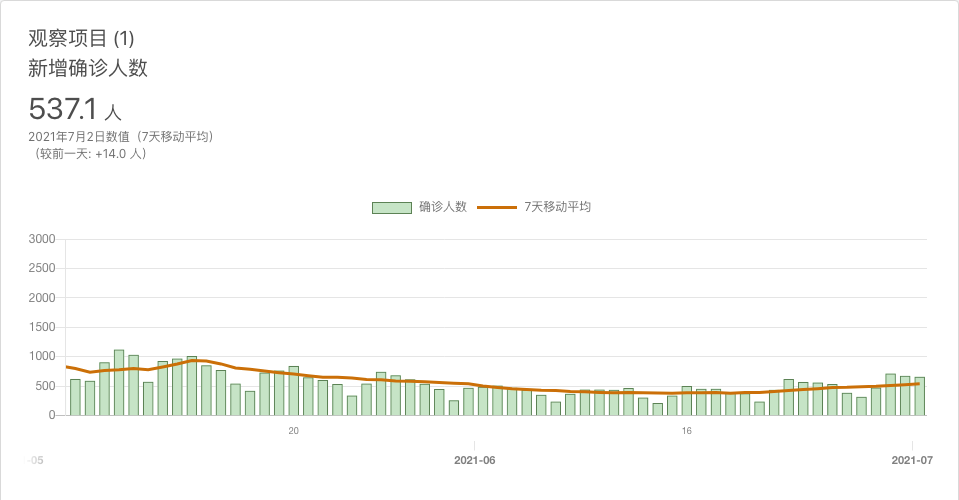 观察项目 (1)
新增确诊人数
537.1 人
2021年7月2日数值（7天移动平均）
（较前一天: +14.0 人）
确诊人数 7天移动平均
3000
2500
2000
1500
1000
500
0
20 16
-05 2021-06 2021-07